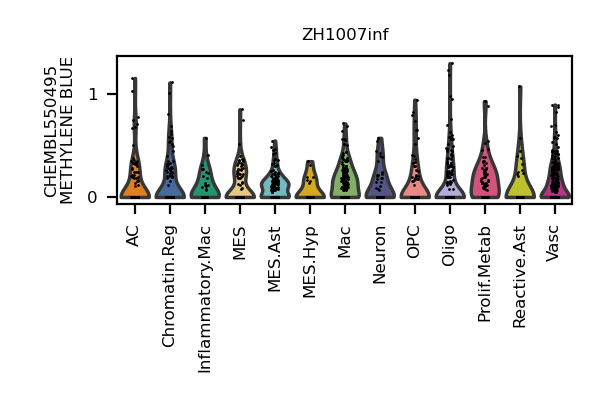 ZH1007inf
CHEMBL550495
METHYLENE BLUE
1
0
AC
Chromatin.Reg
Inflammatory.Mac
MES
MES.Ast
MES.Hyp
Mac
Neuron
OPC
Oligo
Prolif.Metab
Reactive.Ast
Vasc